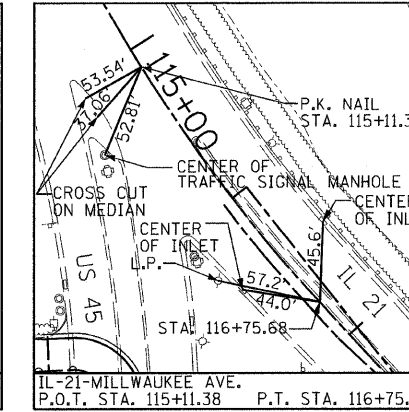 53.54'
37.06'
52.81'
115+00
P.K. NAIL
STA. 115+11.3
CENTER OF
TRAFFIC SIGNAL MANHOLE
CROSS CUT
ON MEDIAN
CENTER
OF INLET
CENTE
OF INL
45.6'
L.P.
57.2'
44.0'
US 45
IL 21
STA. 116+75.68
IL-21-MILLWAUKEE AVE.
P.O.T. STA. 115+11.38 P.T. STA. 116+75.